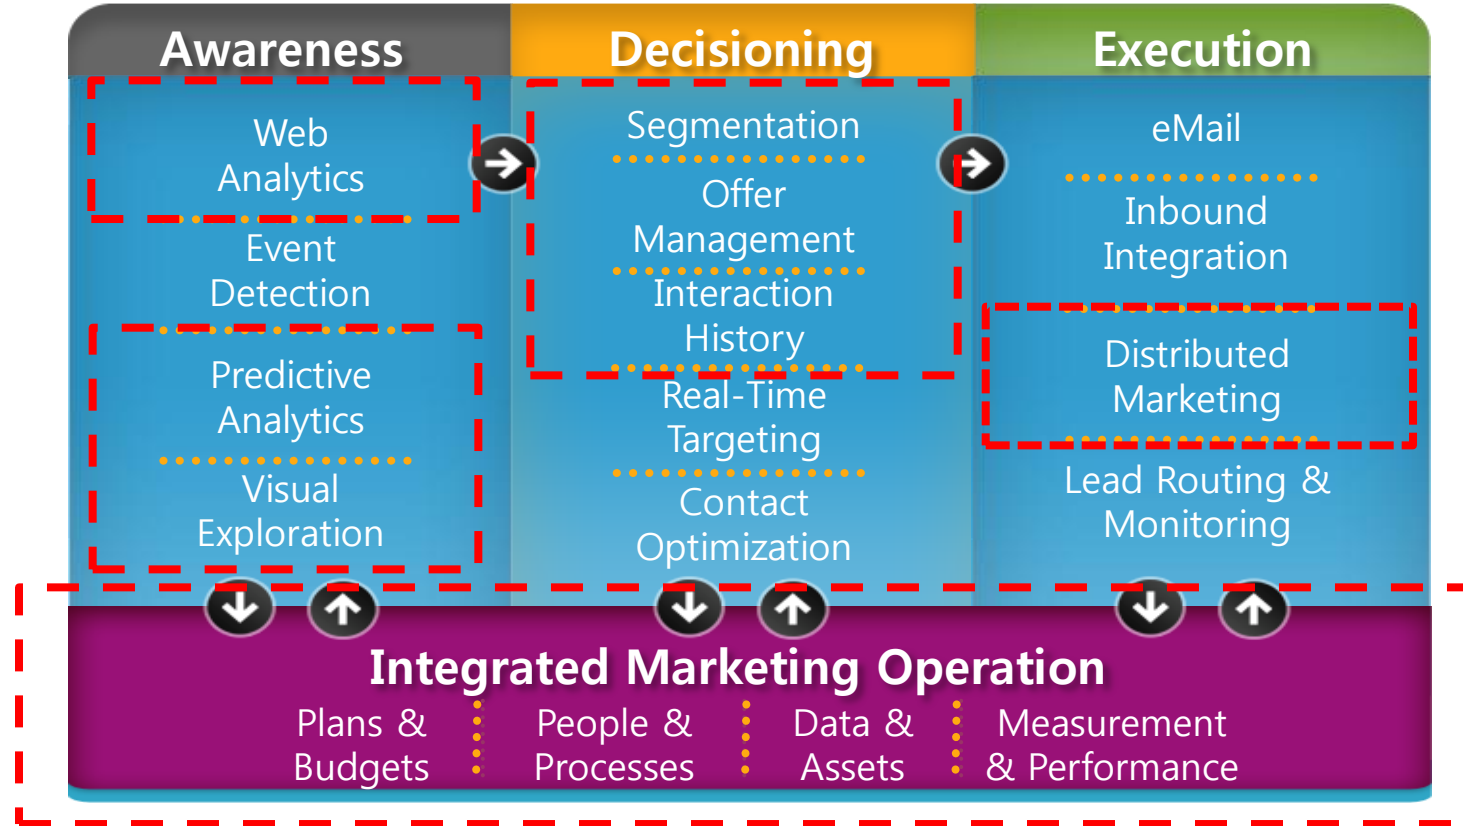 Awareness
Web
Analytics
Event
Detection
Predictive
Analytics
Visual
Exploration
Decisioning
Segmentation
Offer
Management
Interaction
History
Real-Time
Targeting
Contact
Optimization
Execution
eMail
Inbound
Integration
Distributed
Marketing
Lead Routing &
Monitoring
Integrated Marketing Operation
Plans &
Budgets
People &
Processes
Data &
Assets
Measurement
& Performance